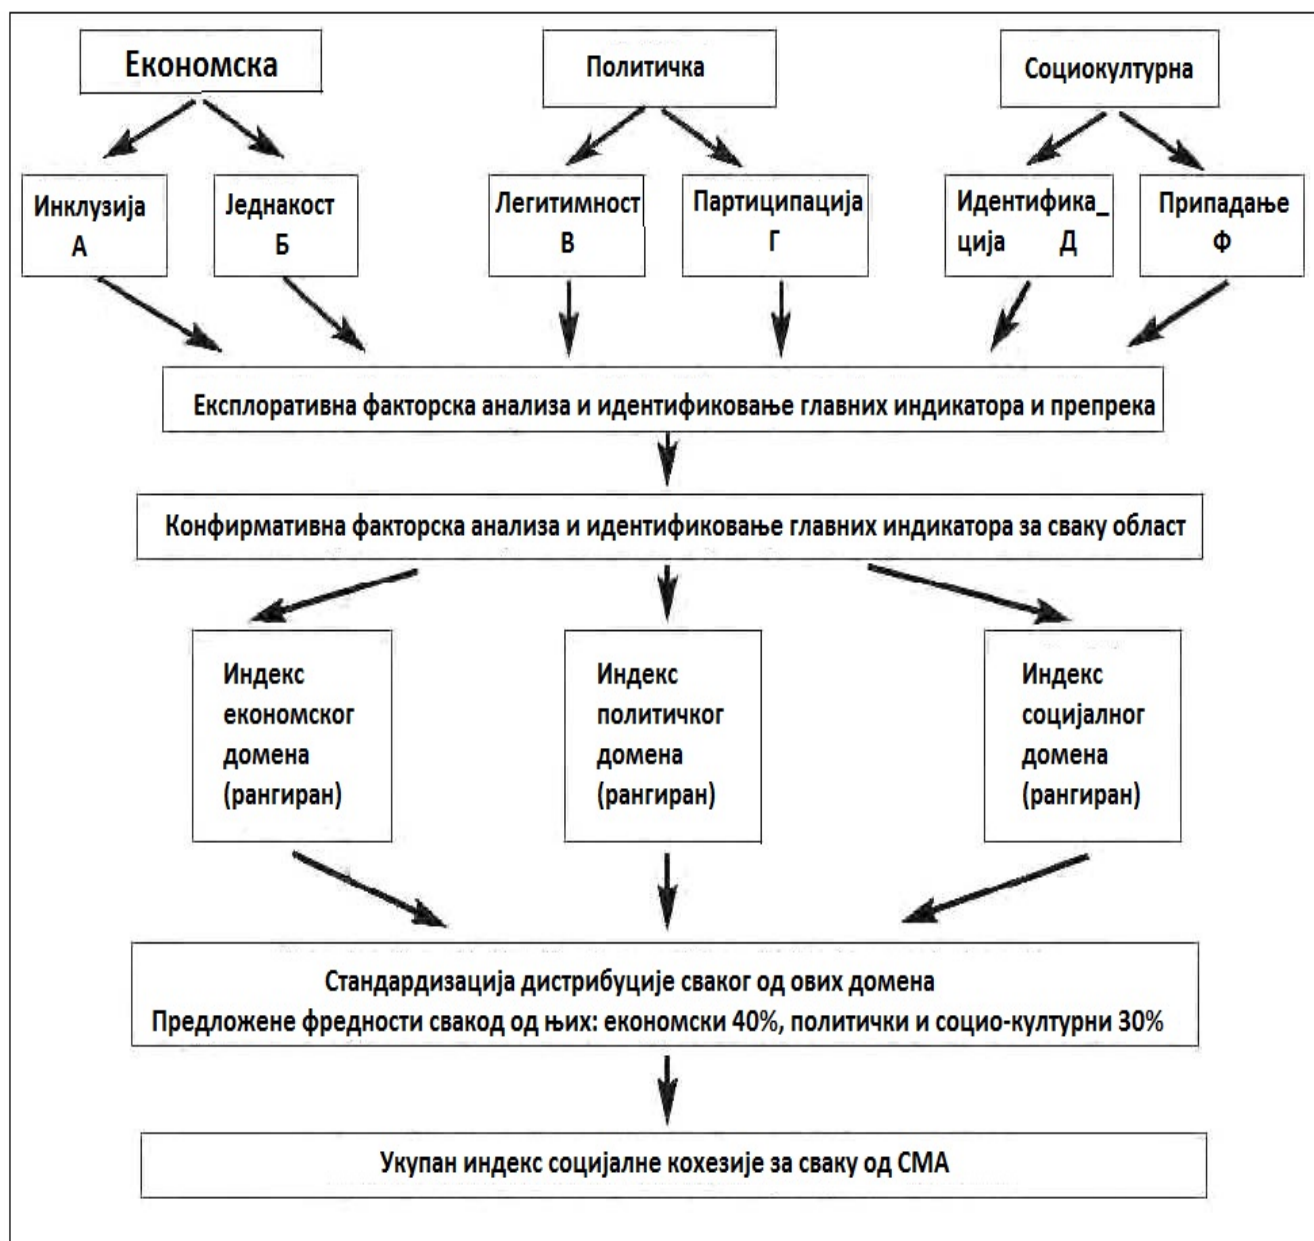 Економска
Политичка
Социокултурна
Инклузија
А
Једнакост
Б
Легитимност
В
Партиципација
Г
Идентифика_
ција Д
Припадање
Ф
Експлоративна факторска анализа и идентификовање главних индикатора и препрека
Конфирмативна факторска анализа и идентификовање главних индикатора за сваку област
Индекс
економског
домена
(рангиран)
Индекс
политичког
домена
(рангиран)
Индекс
социјалног
домена
(рангиран)
Стандардизација дистрибуције сваког од ових домена
Предложене фредности свакод од њих: економски 40%, политички и социо-културни 30%
Укупан индекс социјалне кохезије за сваку од СМА